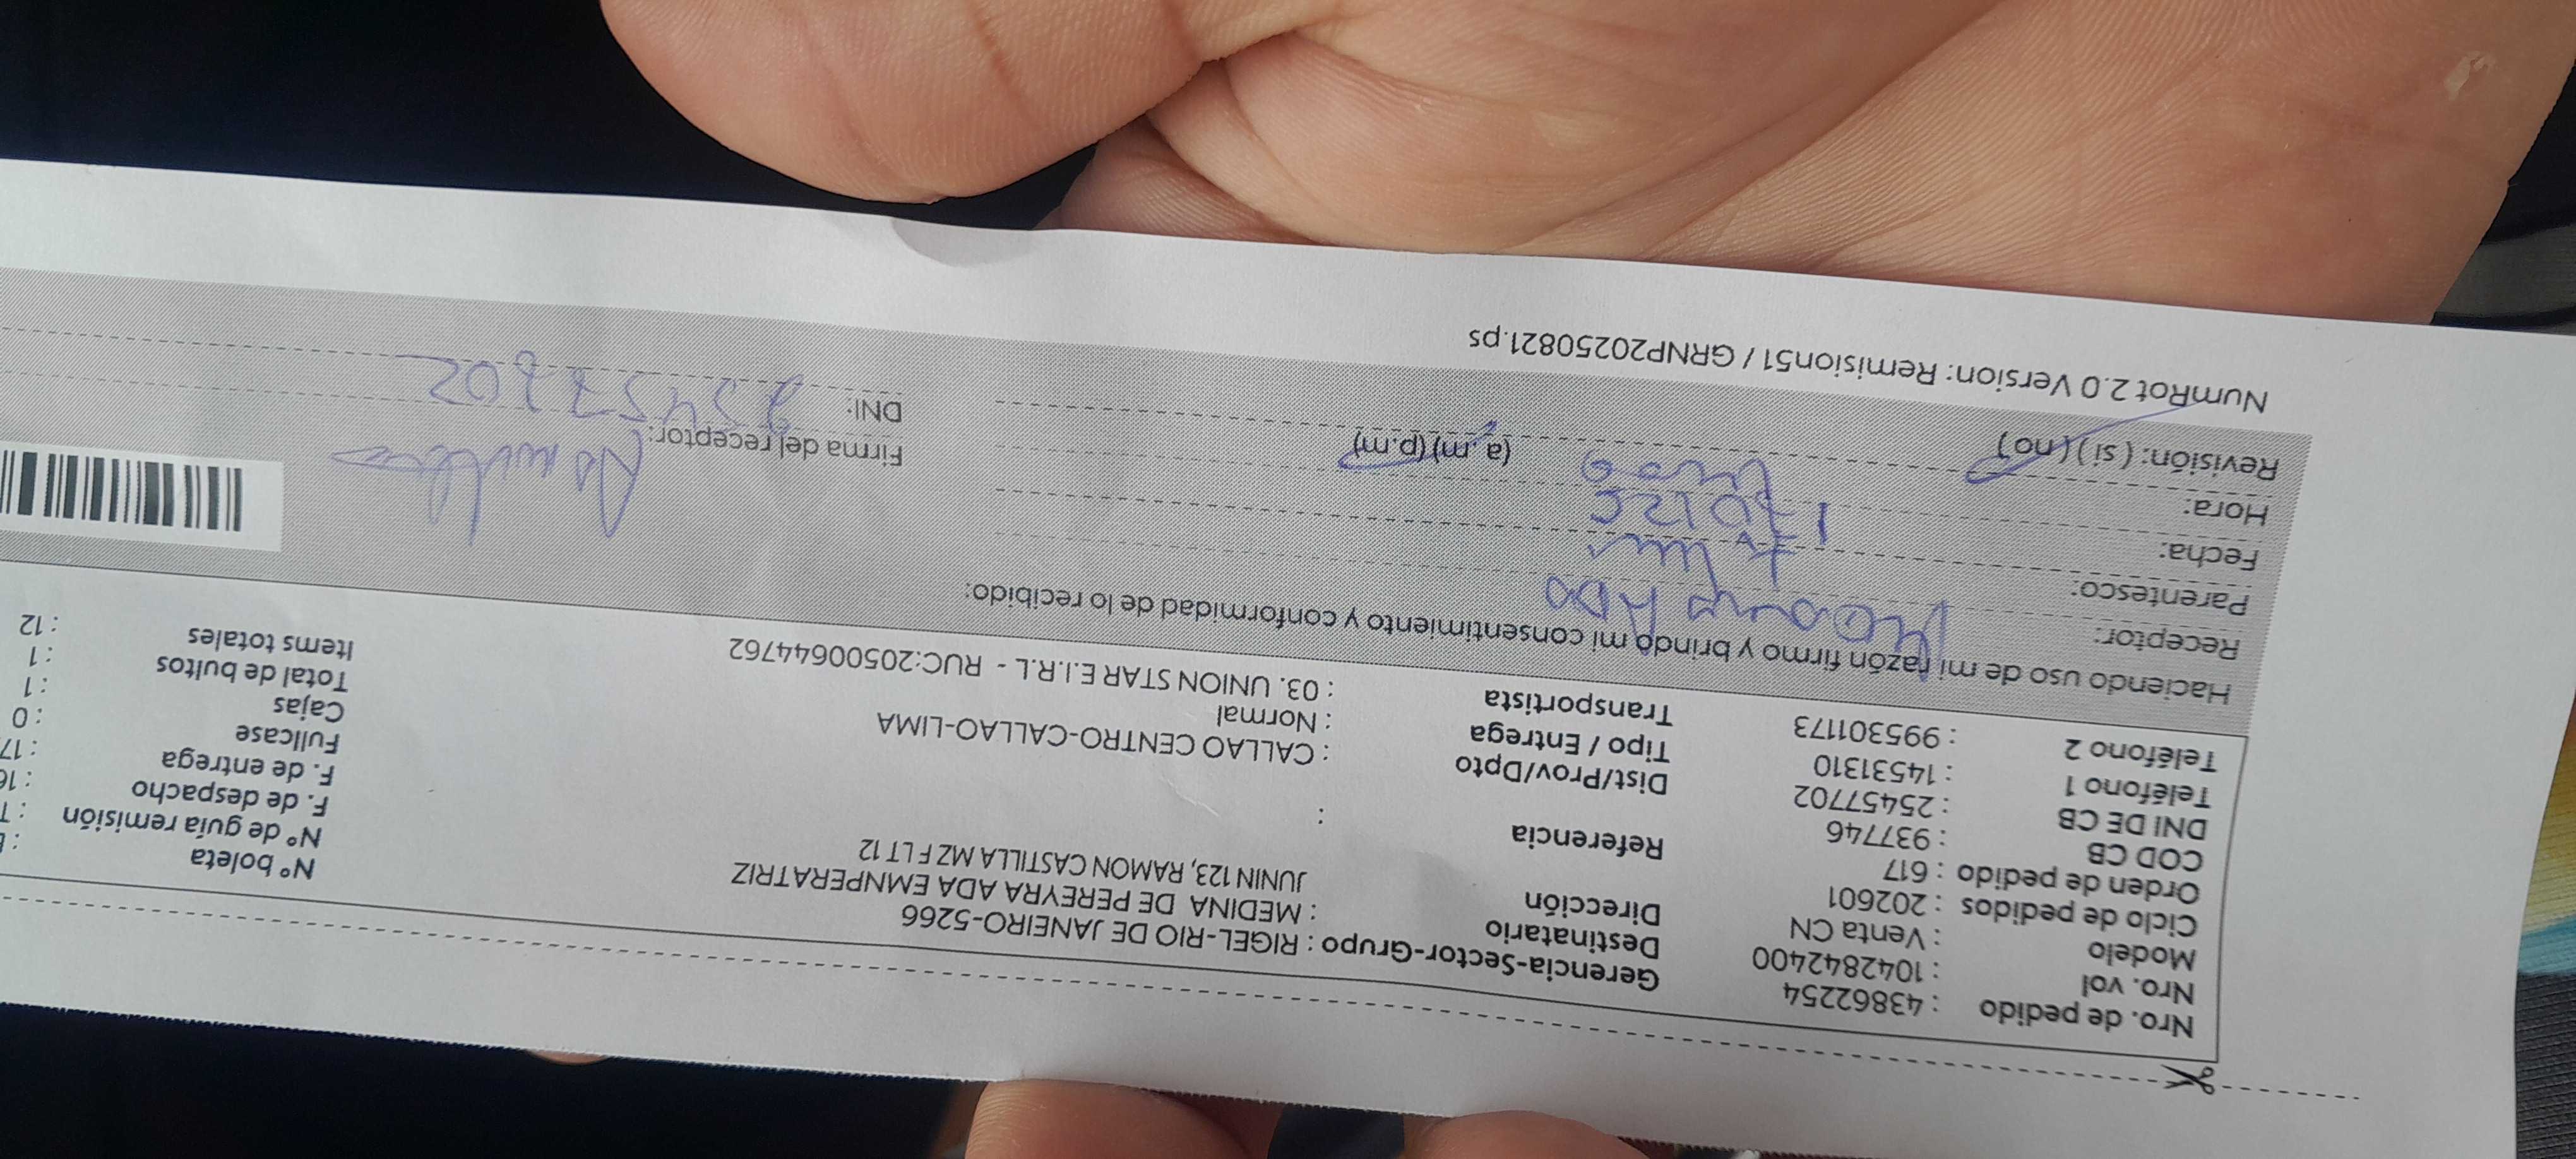 Nro. de pedido : 43862254
Nro. vol : 1042842400
Modelo : Venta CN
Ciclo de pedidos : 202601
Orden de pedido : 617
COD CB : 937746
DNI DE CB : 25457702
Teléfono 1 : 14531310
Teléfono 2 : 995301173
Gerencia-Sector-Grupo : RIGEL-RIO DE JANEIRO-5266
Destinatario : MEDINA DE PEREYRA ADA EMNPERATRIZ
Dirección JUNIN 123, RAMON CASTILLA MZ F LT 12
Referencia :
Dist/Prov/Dpto : CALLAO CENTRO-CALLAO-LIMA
Tipo / Entrega : Normal
Transportista : 03. UNION STAR E.I.R.L - RUC:20500644762
N° boleta :
N° de guía remisión :
F. de despacho : 16
F. de entrega : 17
Fullcase : 0
Cajas : 1
Total de bultos : 1
Items totales : 12
Haciendo uso de mi razón firmo y brindo mi consentimiento y conformidad de lo recibido:
Receptor:
Parentesco:
Fecha:
Hora: (a.m) (p.m)
Revisión: ( si ) ( no )
Firma del receptor:
DNI:
NumRot 2.0 Version: Remision51 / GRNP20250821.ps